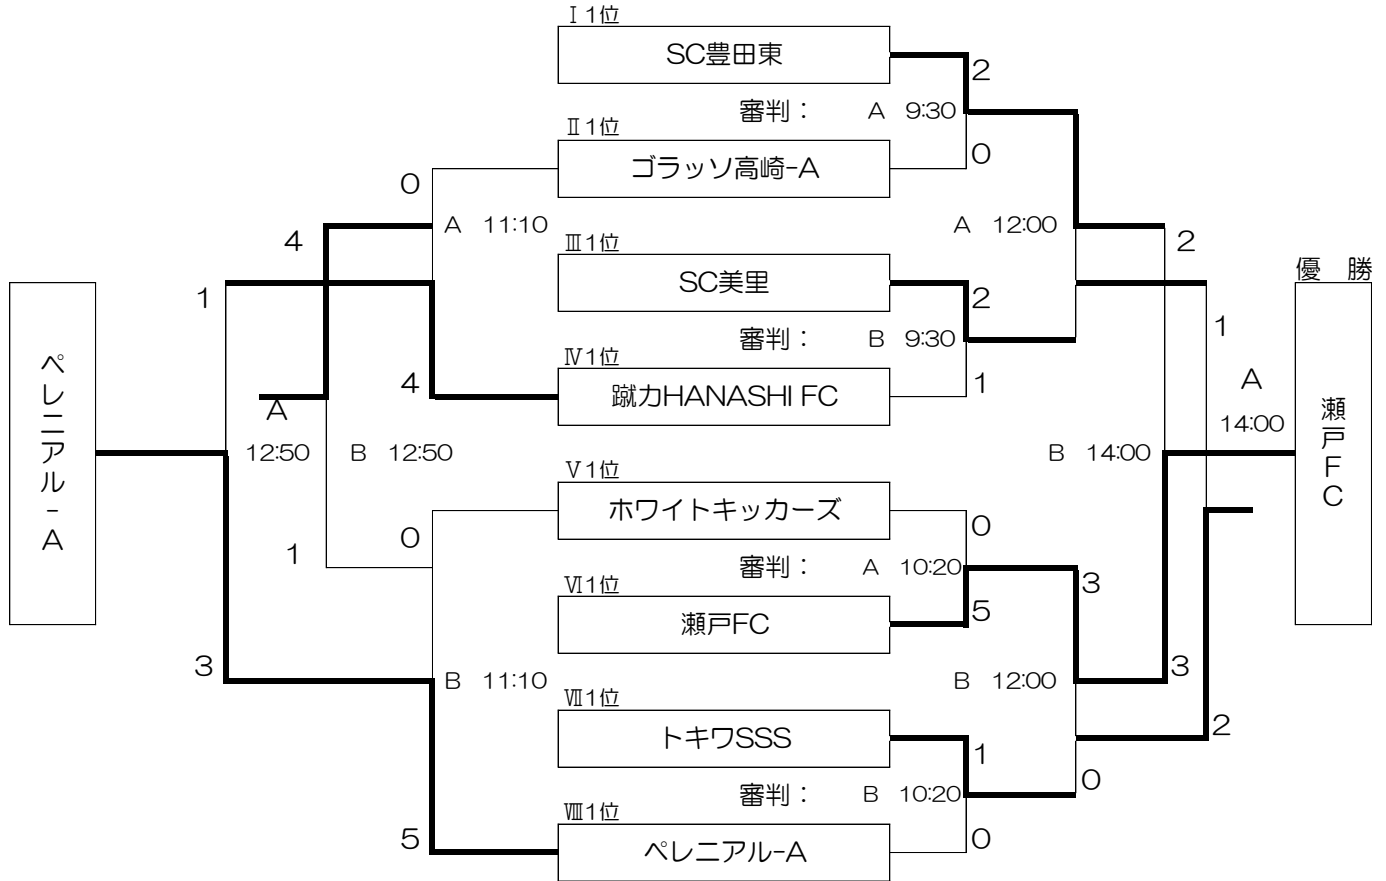 Ⅰ1位
SC豊田東
2
審判： A 9:30
Ⅱ1位
ゴラッソ高崎-A
0
0
A 11:10
A 12:00
4
2
Ⅲ1位
SC美里
優 勝
1
2
1
審判： B 9:30
Ⅳ1位
蹴力HANASHI FC
4
1
A
A
12:50
B 12:50
B 14:00
14:00
ペレニアル-A
瀬戸FC
Ⅴ1位
ホワイトキッカーズ
0
0
1
審判： A 10:20
3
Ⅵ1位
瀬戸FC
5
3
B 11:10
B 12:00
3
Ⅶ1位
トキワSSS
1
2
審判： B 10:20
0
Ⅷ1位
ペレニアル-A
5
0